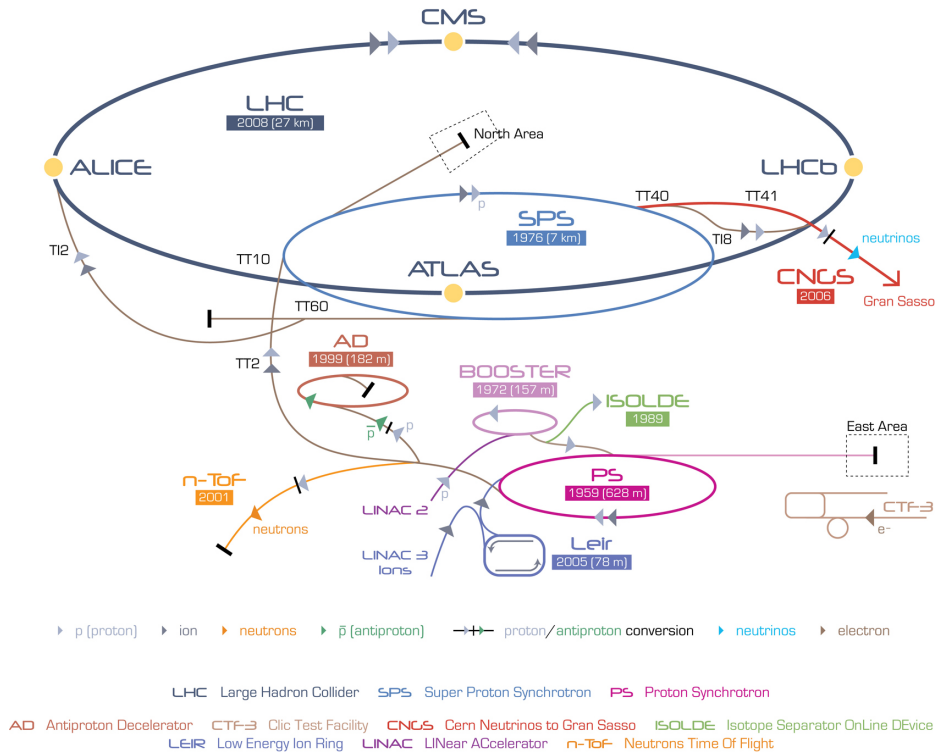 CMS
LHC
2008 (27 km)
North Area
ALICE
LHCb
TT40
TT41
SPS
1976 (7 km)
p
TI8
neutrinos
TI2
TT10
ATLAS
CNGS
2006
Gran Sasso
TT60
AD
1999 (182 m)
TT2
BOOSTER
1972 (157 m)
ISOLDE
1989
p̄
p
East Area
n-ToF
2001
PS
1959 (628 m)
p
LINAC 2
neutrons
CTF-3
e-
LINAC 3
Ions
Leir
2005 (78 m)
p (proton)
ion
neutrons
p̄ (antiproton)
proton/antiproton conversion
neutrinos
electron
LHC Large Hadron Collider SPS Super Proton Synchrotron PS Proton Synchrotron
AD Antiproton Decelerator CTF-3 Clic Test Facility CNGS Cern Neutrinos to Gran Sasso ISOLDE Isotope Separator OnLine DEvice
LEIR Low Energy Ion Ring LINAC LINear ACcelerator n-ToF Neutrons Time Of Flight